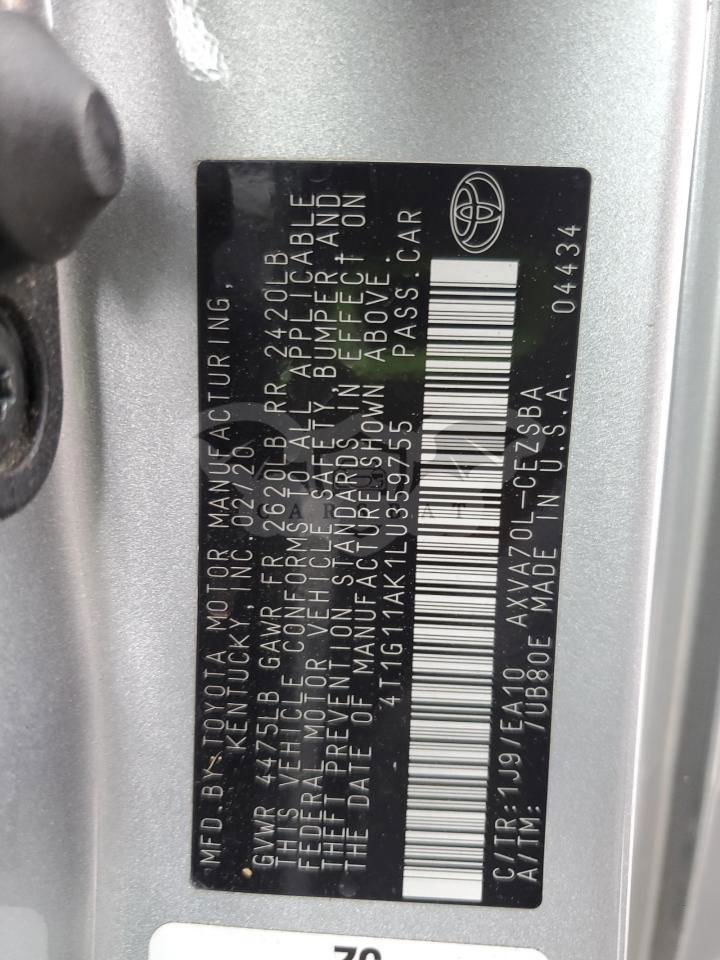 MFD. BY: TOYOTA MOTOR MANUFACTURING,
KENTUCKY, INC. 02/20
GVWR 4475LB GAWR FR 2620LB RR 2420LB
THIS VEHICLE CONFORMS TO ALL APPLICABLE
FEDERAL MOTOR VEHICLE SAFETY, BUMPER, AND
THEFT PREVENTION STANDARDS IN EFFECT ON
THE DATE OF MANUFACTURE SHOWN ABOVE.
4T1G11AK1LU359755 PASS.CAR
C/TR: 1J9/EA10 AXVA70L-CEZSBA
A/TM: /UB80E MADE IN U.S.A. 04434